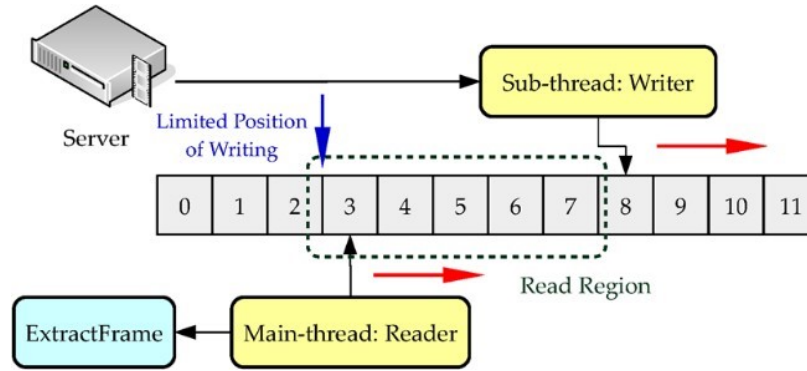 Sub-thread: Writer
Server
Limited Position
of Writing
0 1 2 3 4 5 6 7 8 9 10 11
Read Region
ExtractFrame
Main-thread: Reader